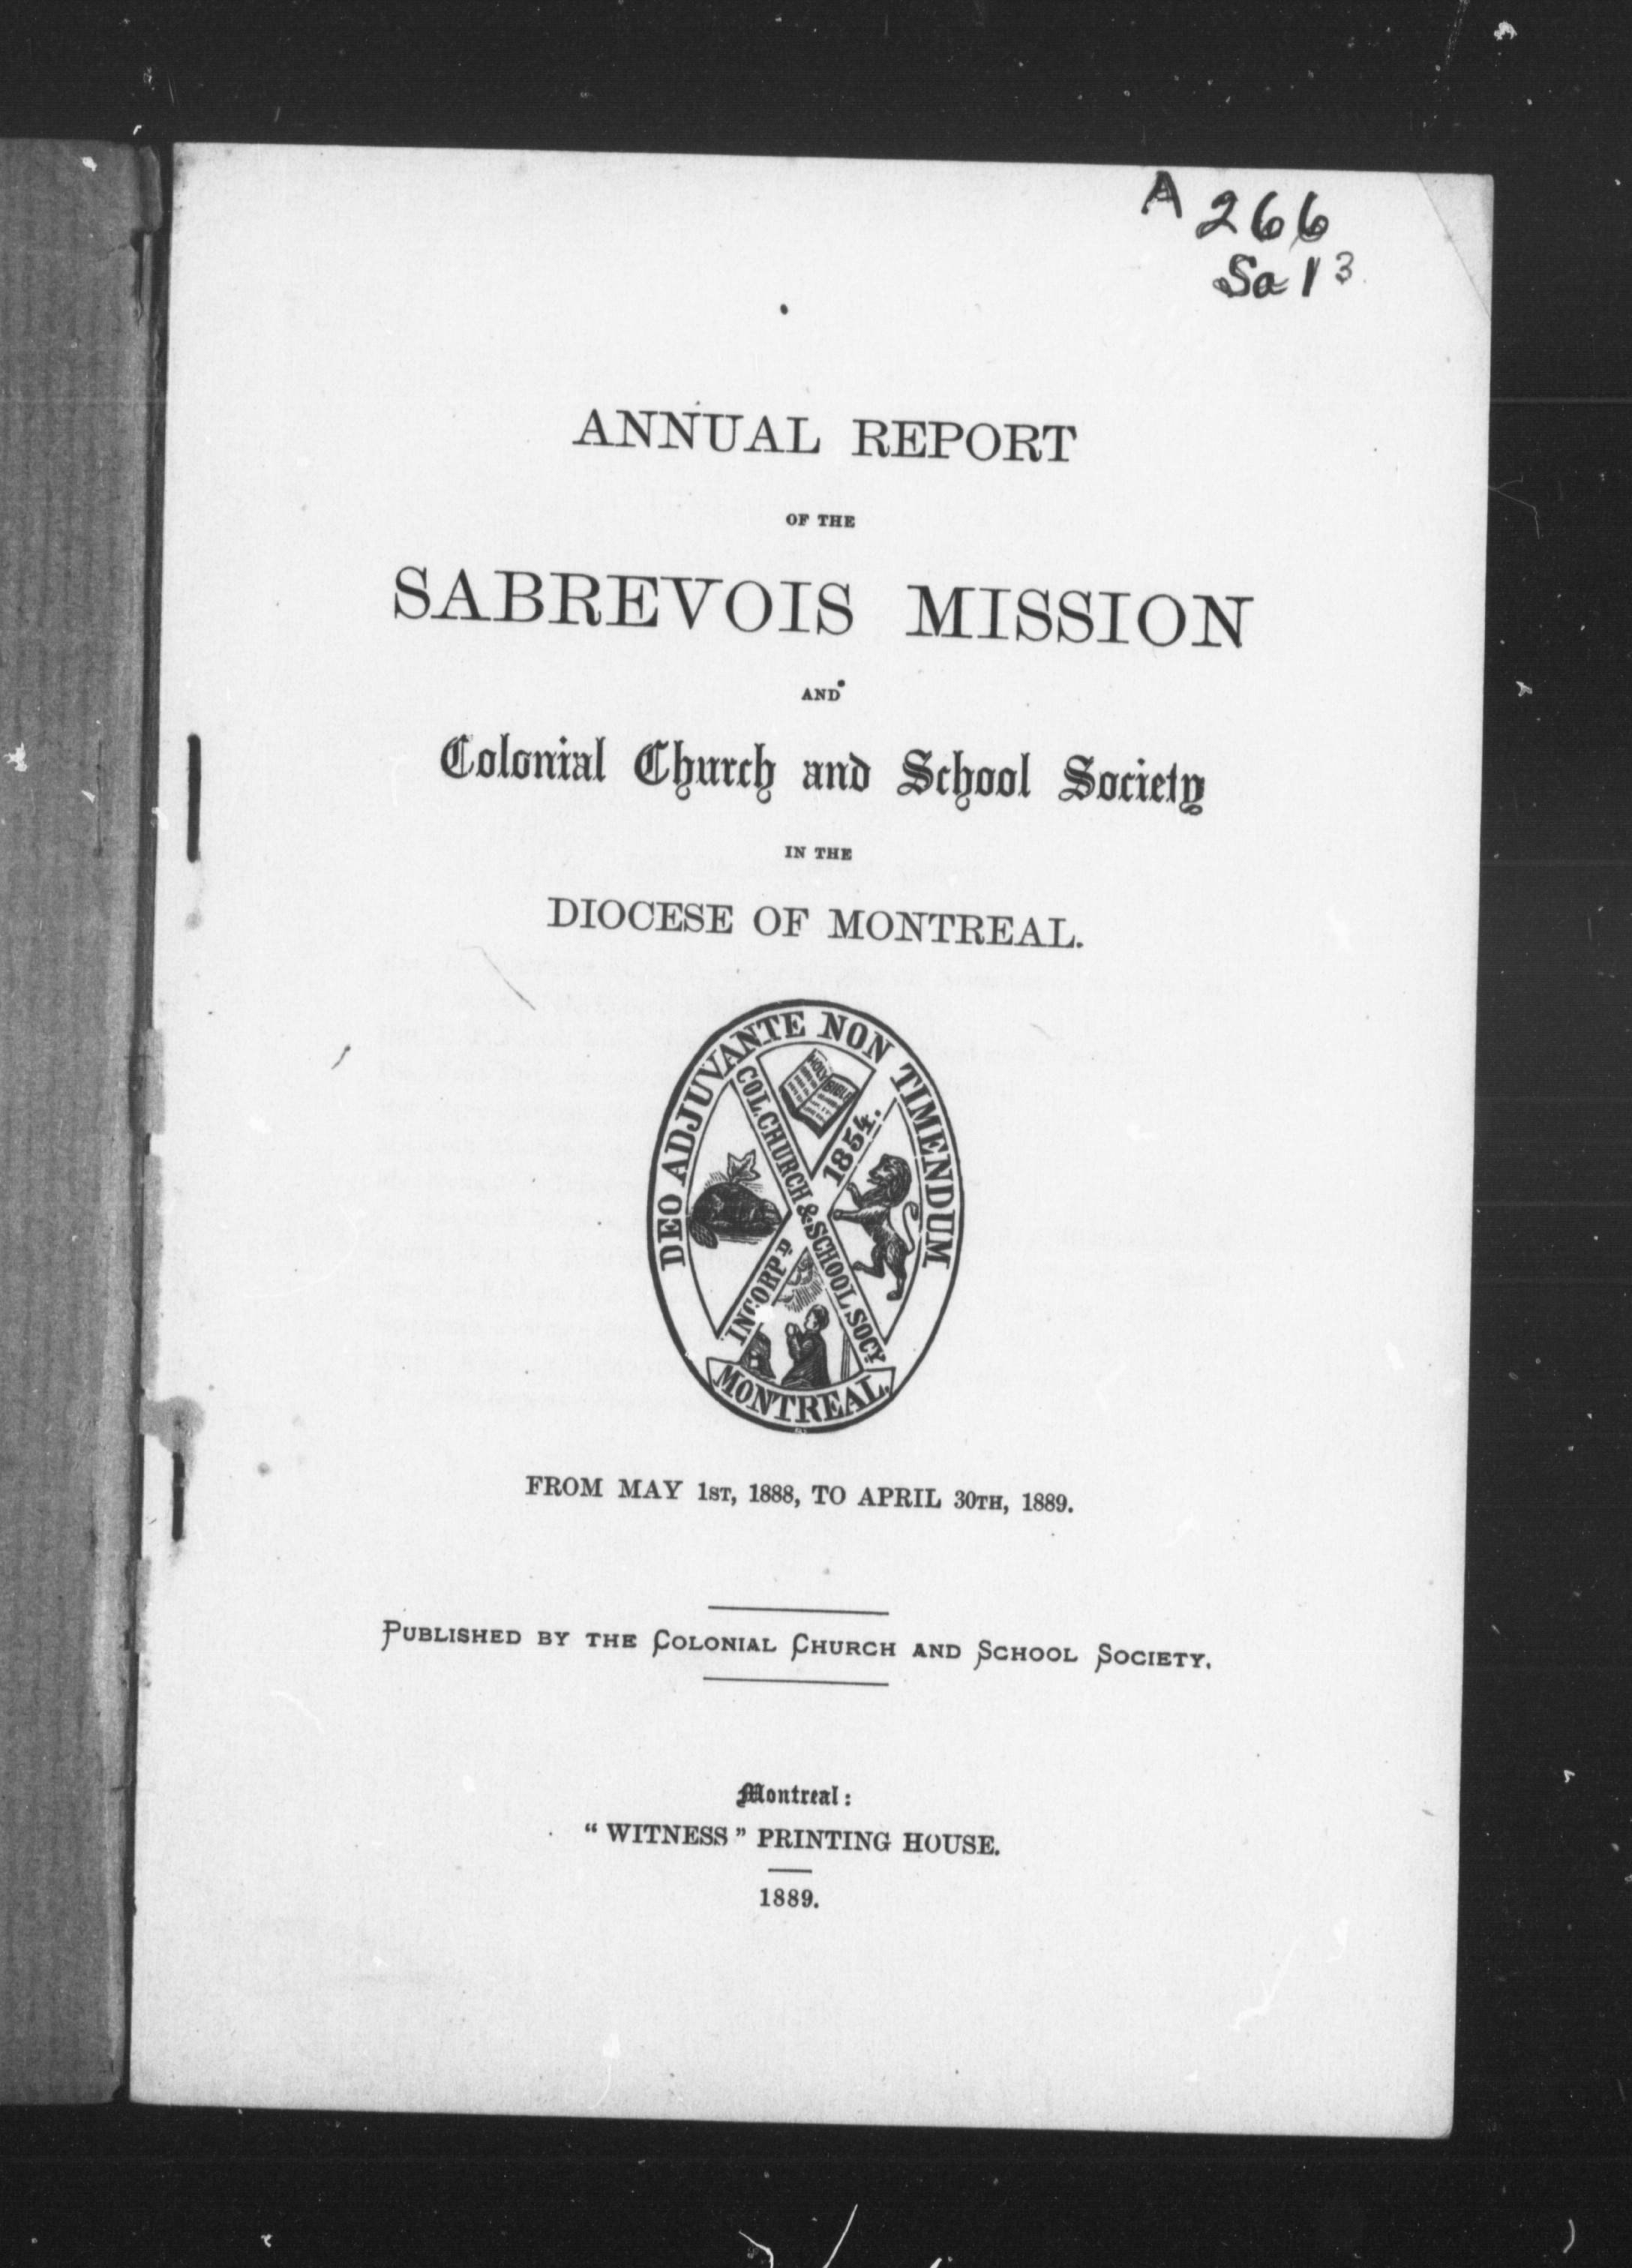 A 266
Sa 13
ANNUAL REPORT
OF THE
SABREVOIS MISSION
AND
Colonial Church and School Society
IN THE
DIOCESE OF MONTREAL.
DEO ADJUVANTE NON TIMENDUM
HOLY BIBLE
COL. CHURCH & SCHOOL SOCY
INCORPD 1854.
MONTREAL.
FROM MAY 1ST, 1888, TO APRIL 30TH, 1889.
PUBLISHED BY THE COLONIAL CHURCH AND SCHOOL SOCIETY.
Montreal:
"WITNESS" PRINTING HOUSE.
1889.